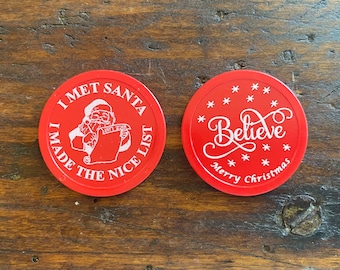 I MET SANTA
I MADE THE NICE LIST
Believe
Merry Christmas